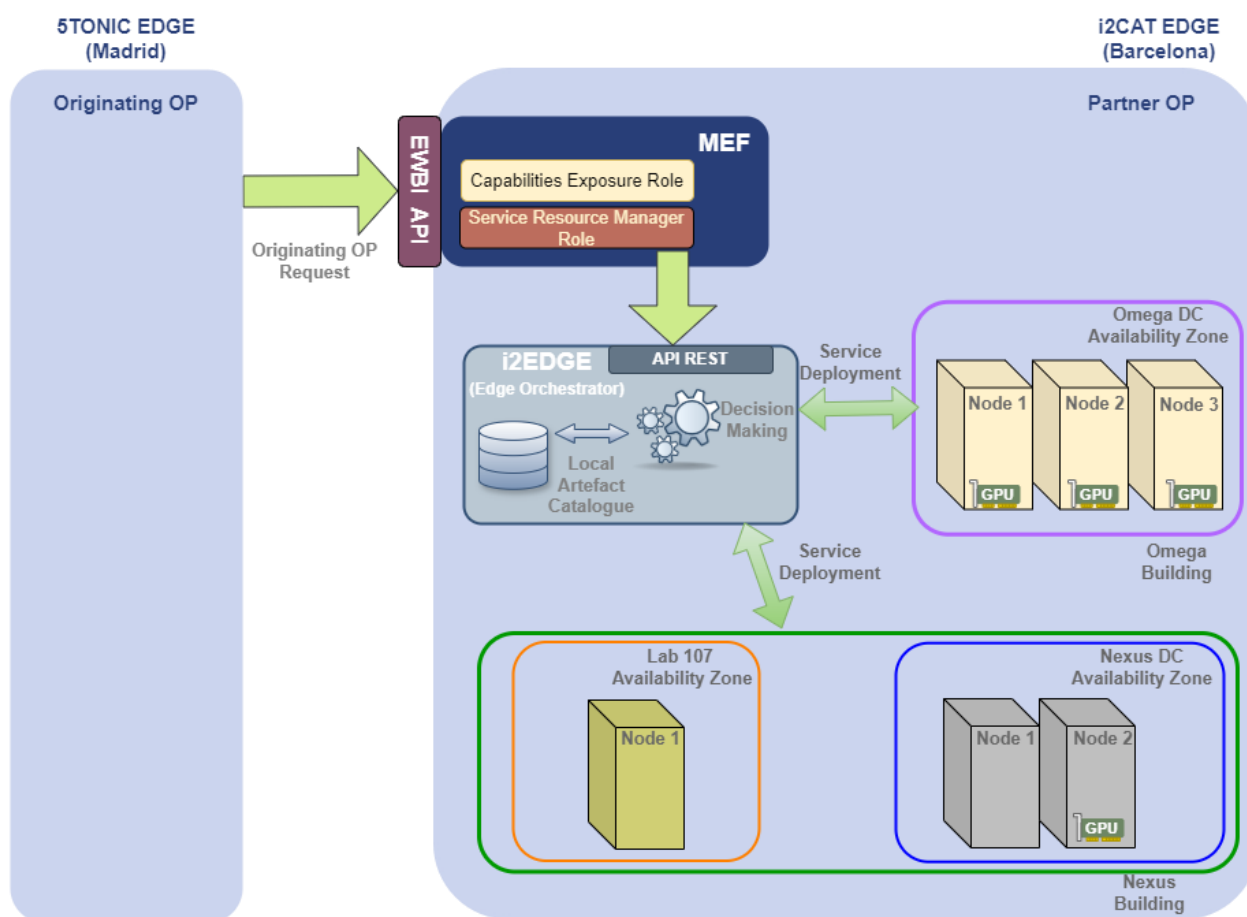 5TONIC EDGE
(Madrid)
i2CAT EDGE
(Barcelona)
Originating OP
Partner OP
EWBI API
MEF
Capabilities Exposure Role
Service Resource Manager
Role
Originating OP
Request
i2EDGE
API REST
(Edge Orchestrator)
Decision
Making
Local
Artefact
Catalogue
Service
Deployment
Omega DC
Availability Zone
Node 1
Node 2
Node 3
GPU
GPU
GPU
Omega
Building
Service
Deployment
Lab 107
Availability Zone
Node 1
Nexus DC
Availability Zone
Node 1
Node 2
GPU
Nexus
Building